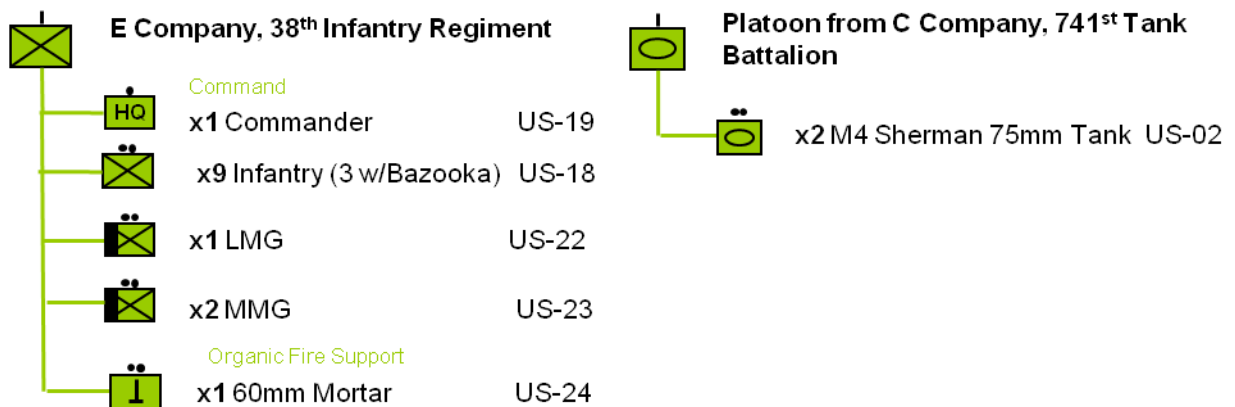 E Company, 38th Infantry Regiment
Command
HQ
x1 Commander US-19
x9 Infantry (3 w/Bazooka) US-18
x1 LMG US-22
x2 MMG US-23
Organic Fire Support
x1 60mm Mortar US-24
Platoon from C Company, 741st Tank
Battalion
x2 M4 Sherman 75mm Tank US-02